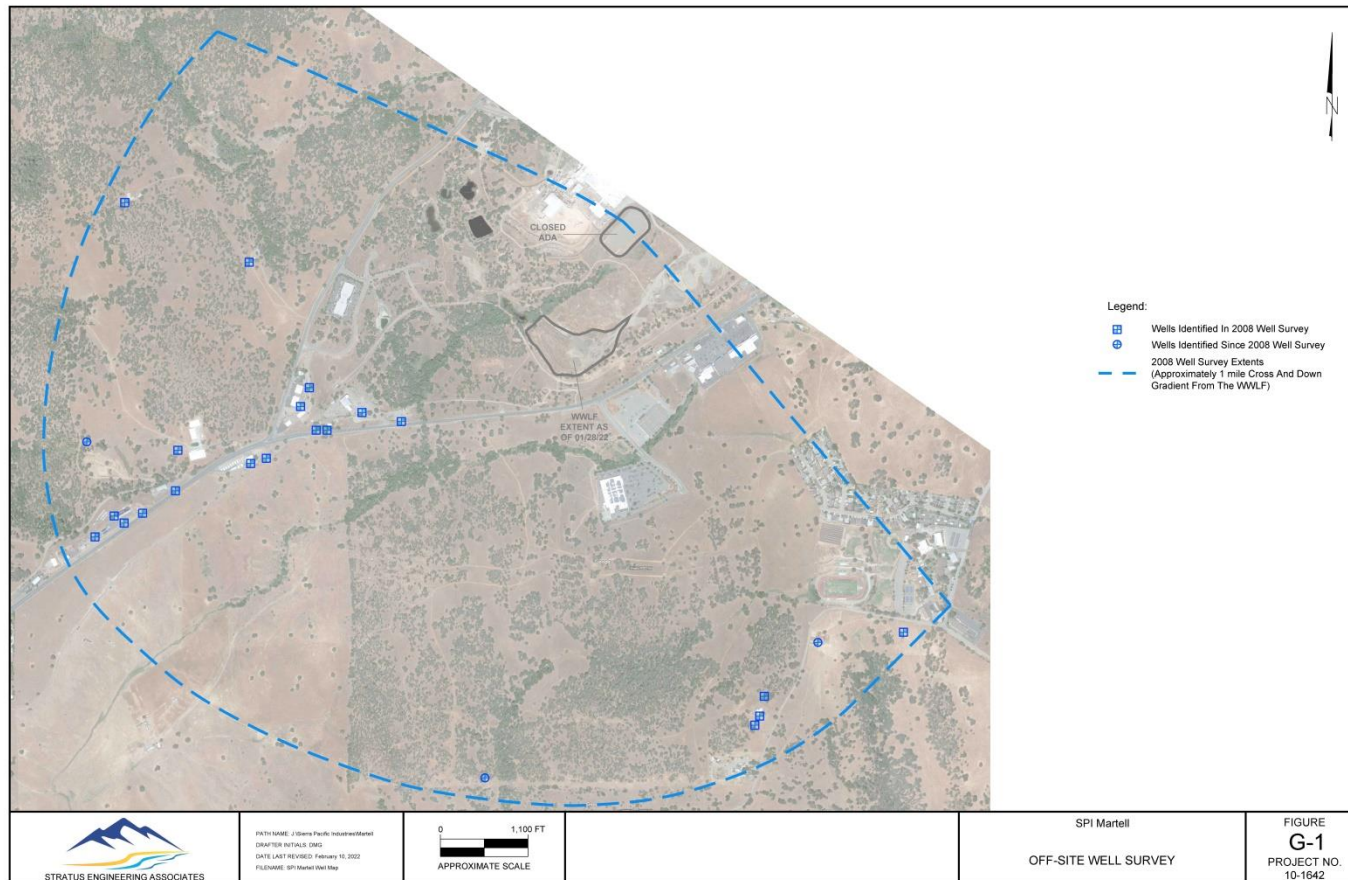 N
CLOSED
ADA
WWLF
EXTENT AS
OF 01/28/22
Legend:
Wells Identified In 2008 Well Survey
Wells Identified Since 2008 Well Survey
2008 Well Survey Extents
(Approximately 1 mile Cross And Down
Gradient From The WWLF)
STRATUS ENGINEERING ASSOCIATES
PATH NAME: J:\Sierra Pacific Industries\Martell
DRAFTER INITIALS: DMG
DATE LAST REVISED: February 10, 2022
FILENAME: SPI Martell Well Map
0 1,100 FT
APPROXIMATE SCALE
SPI Martell
OFF-SITE WELL SURVEY
FIGURE
G-1
PROJECT NO.
10-1642